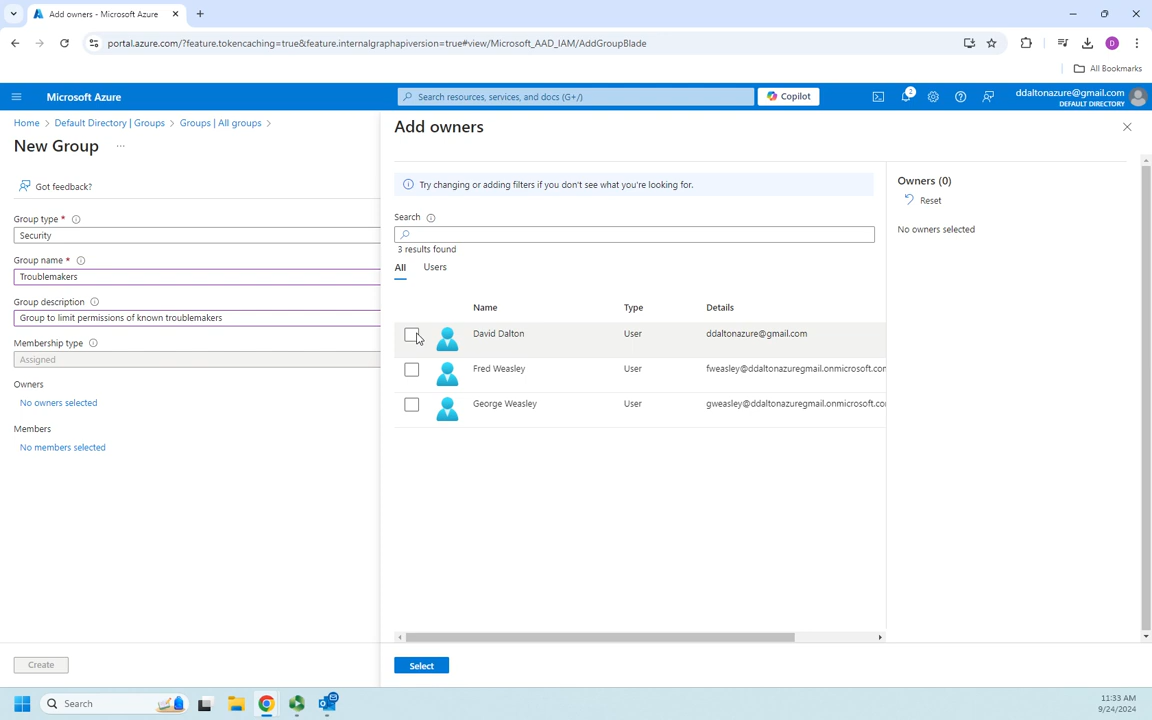 Add owners - Microsoft Azure
portal.azure.com/?feature.tokencaching=true&feature.internalgraphapiversion=true#view/Microsoft_AAD_IAM/AddGroupBlade
D
All Bookmarks
Microsoft Azure
Search resources, services, and docs (G+/)
Copilot
2
ddaltonazure@gmail.com
DEFAULT DIRECTORY
Home > Default Directory | Groups > Groups | All groups >
New Group
...
Got feedback?
Group type *
Security
Group name *
Troublemakers
Group description
Group to limit permissions of known troublemakers
Membership type
Assigned
Owners
No owners selected
Members
No members selected
Create
Add owners
Try changing or adding filters if you don't see what you're looking for.
Search
3 results found
All Users
Name Type Details
David Dalton User ddaltonazure@gmail.com
Fred Weasley User fweasley@ddaltonazuregmail.onmicrosoft.com
George Weasley User gweasley@ddaltonazuregmail.onmicrosoft.co
Select
Owners (0)
Reset
No owners selected
Search
11:33 AM
9/24/2024